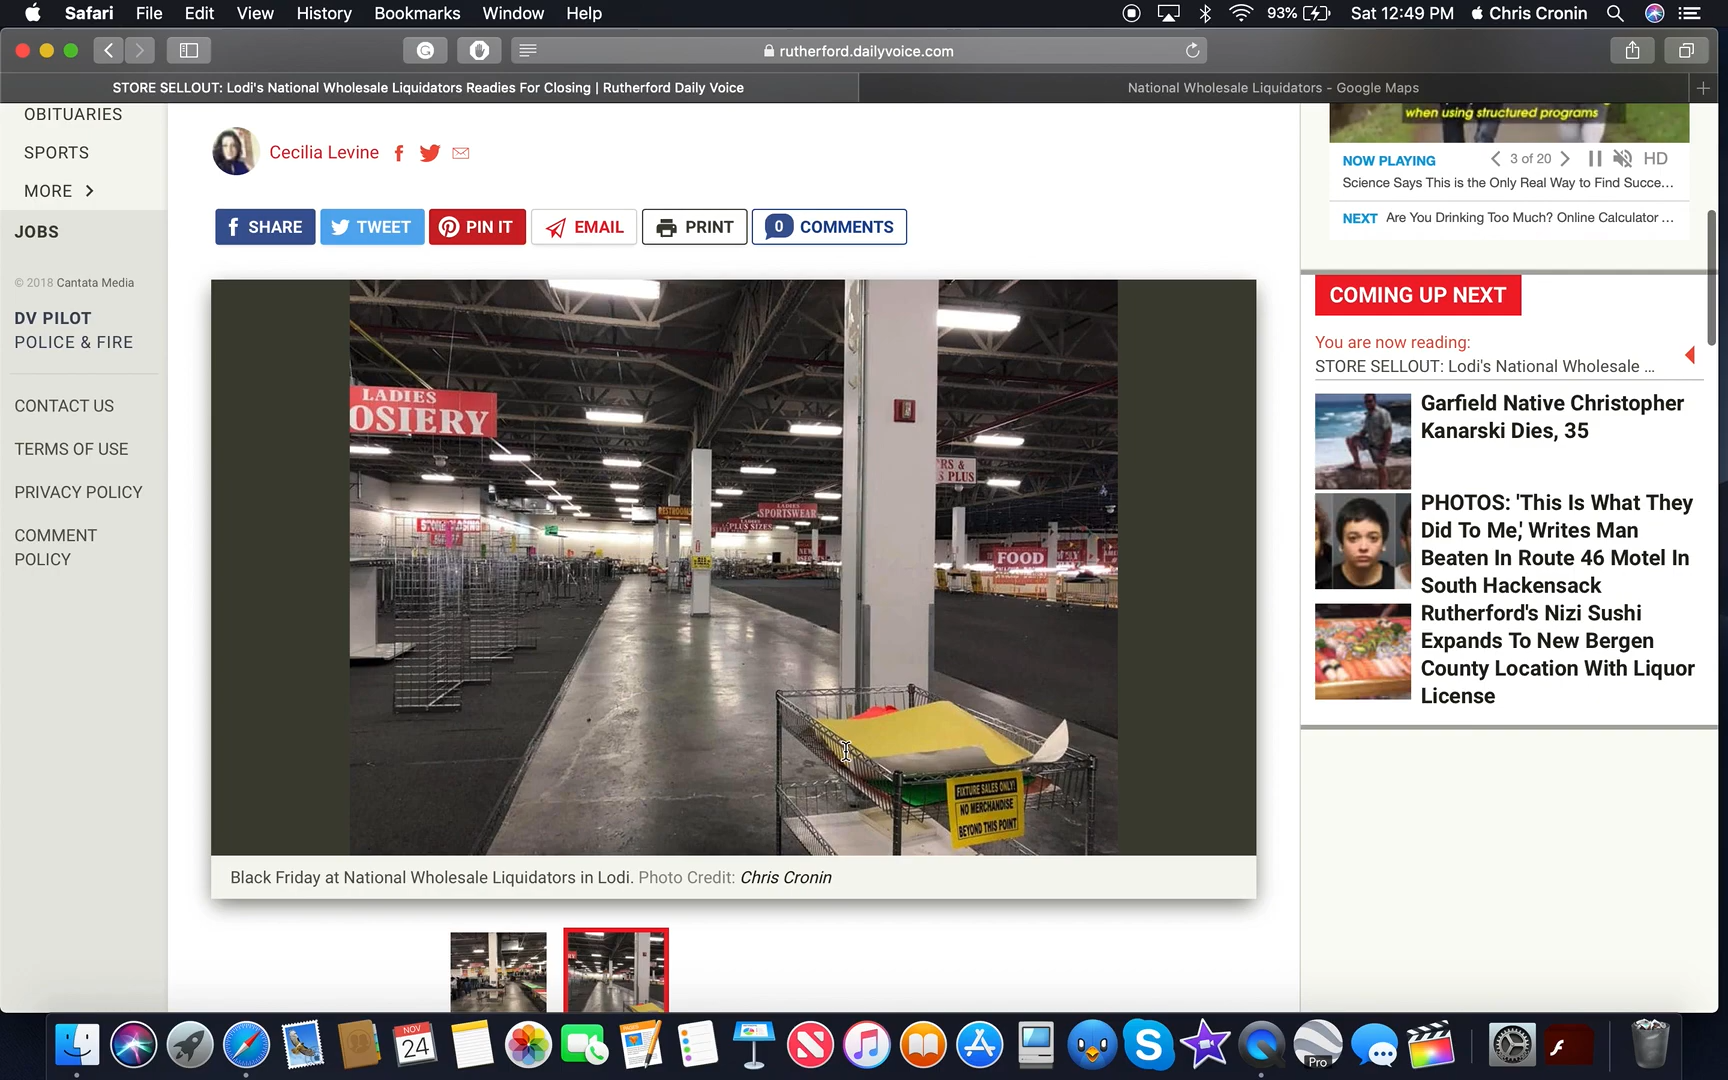 Safari File Edit View History Bookmarks Window Help 93% Sat 12:49 PM Chris Cronin
rutherford.dailyvoice.com
STORE SELLOUT: Lodi's National Wholesale Liquidators Readies For Closing | Rutherford Daily Voice
National Wholesale Liquidators - Google Maps
OBITUARIES
SPORTS
MORE
JOBS
© 2018 Cantata Media
DV PILOT
POLICE & FIRE
CONTACT US
TERMS OF USE
PRIVACY POLICY
COMMENT
POLICY
Cecilia Levine
SHARE
TWEET
PIN IT
EMAIL
PRINT
0 COMMENTS
LADIES
OSIERY
RESTROOMS
LADIES
SPORTSWEAR
LADIES
PLUS SIZES
RS &
PLUS
FOOD
FIXTURE SALES ONLY!
NO MERCHANDISE
BEYOND THIS POINT
Black Friday at National Wholesale Liquidators in Lodi. Photo Credit: Chris Cronin
when using structured programs
NOW PLAYING
3 of 20
HD
Science Says This is the Only Real Way to Find Succe...
NEXT Are You Drinking Too Much? Online Calculator ...
COMING UP NEXT
You are now reading:
STORE SELLOUT: Lodi's National Wholesale ...
Garfield Native Christopher
Kanarski Dies, 35
PHOTOS: 'This Is What They
Did To Me,' Writes Man
Beaten In Route 46 Motel In
South Hackensack
Rutherford's Nizi Sushi
Expands To New Bergen
County Location With Liquor
License
NOV
24
PAGES
Pro